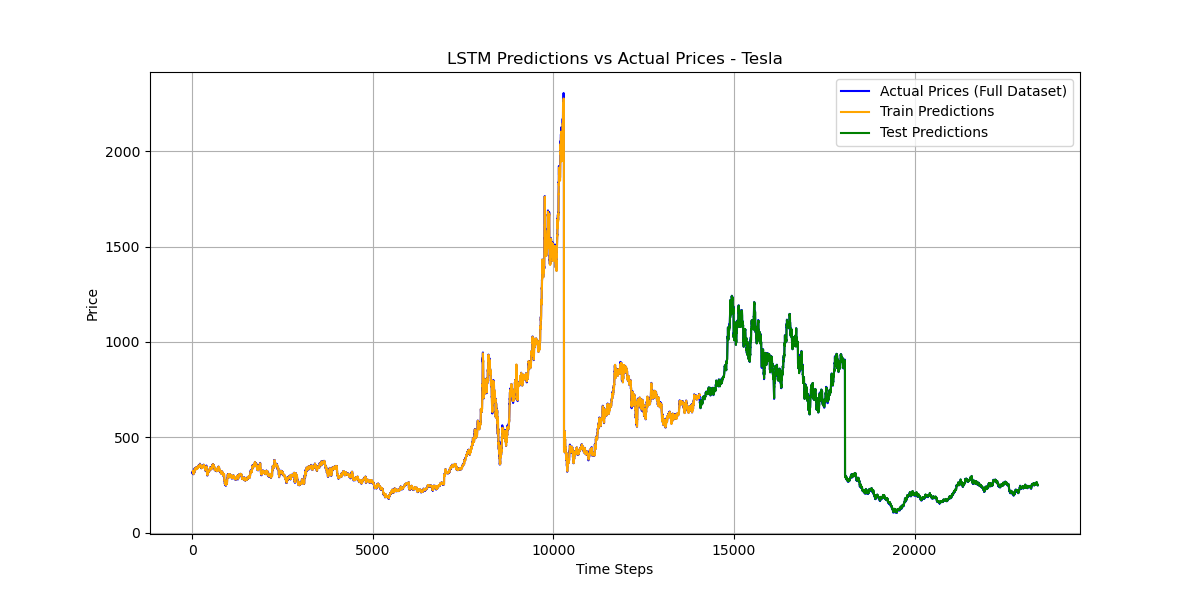 LSTM Predictions vs Actual Prices - Tesla
Actual Prices (Full Dataset)
Train Predictions
Test Predictions
Price
2000
1500
1000
500
0
0
5000
10000
15000
20000
Time Steps